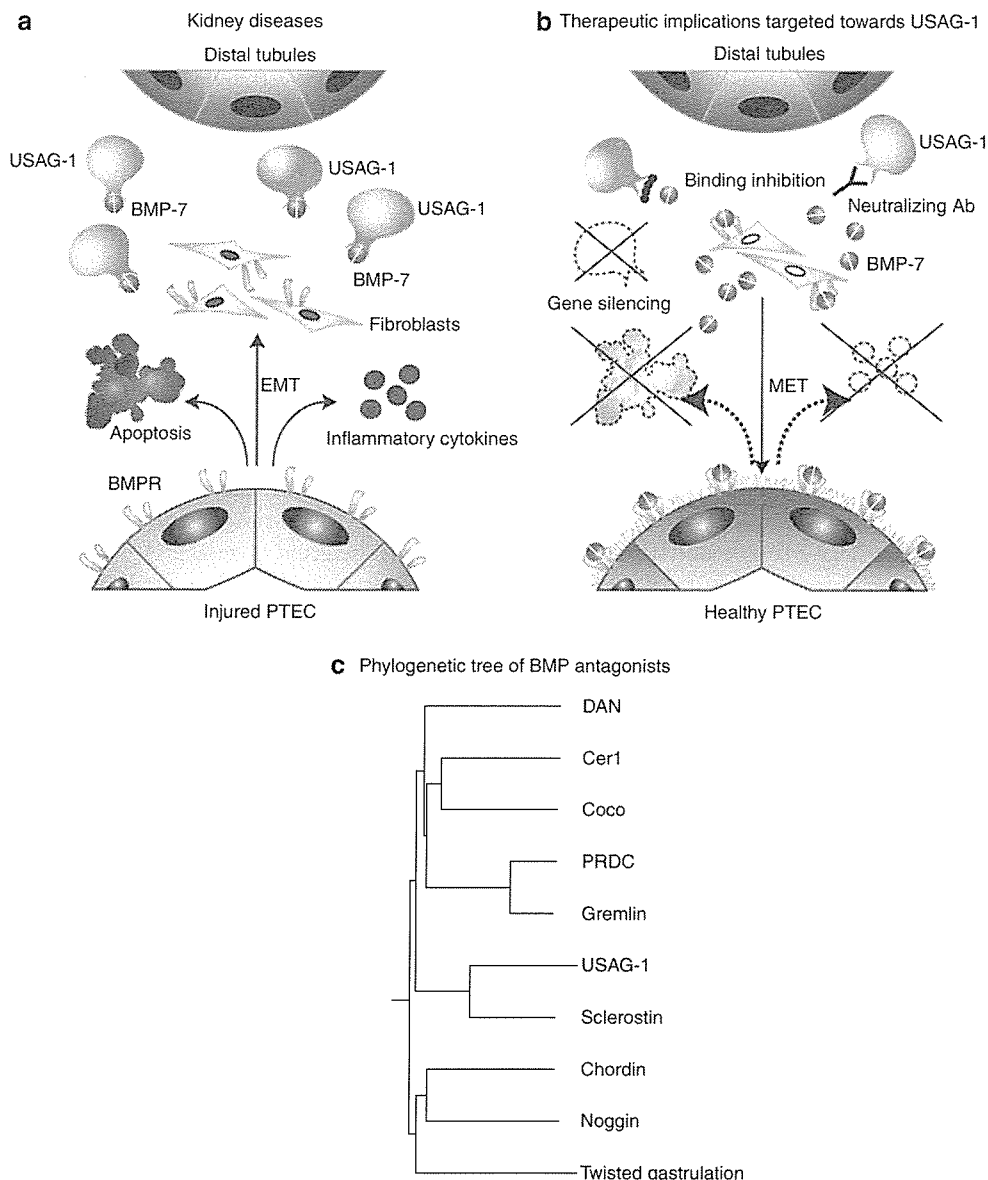 a Kidney diseases
Distal tubules
USAG-1
USAG-1
BMP-7
USAG-1
BMP-7
Fibroblasts
EMT
Apoptosis
Inflammatory cytokines
BMPR
Injured PTEC
b Therapeutic implications targeted towards USAG-1
Distal tubules
USAG-1
Binding inhibition
Neutralizing Ab
BMP-7
Gene silencing
MET
Healthy PTEC
c Phylogenetic tree of BMP antagonists
DAN
Cer1
Coco
PRDC
Gremlin
USAG-1
Sclerostin
Chordin
Noggin
Twisted gastrulation